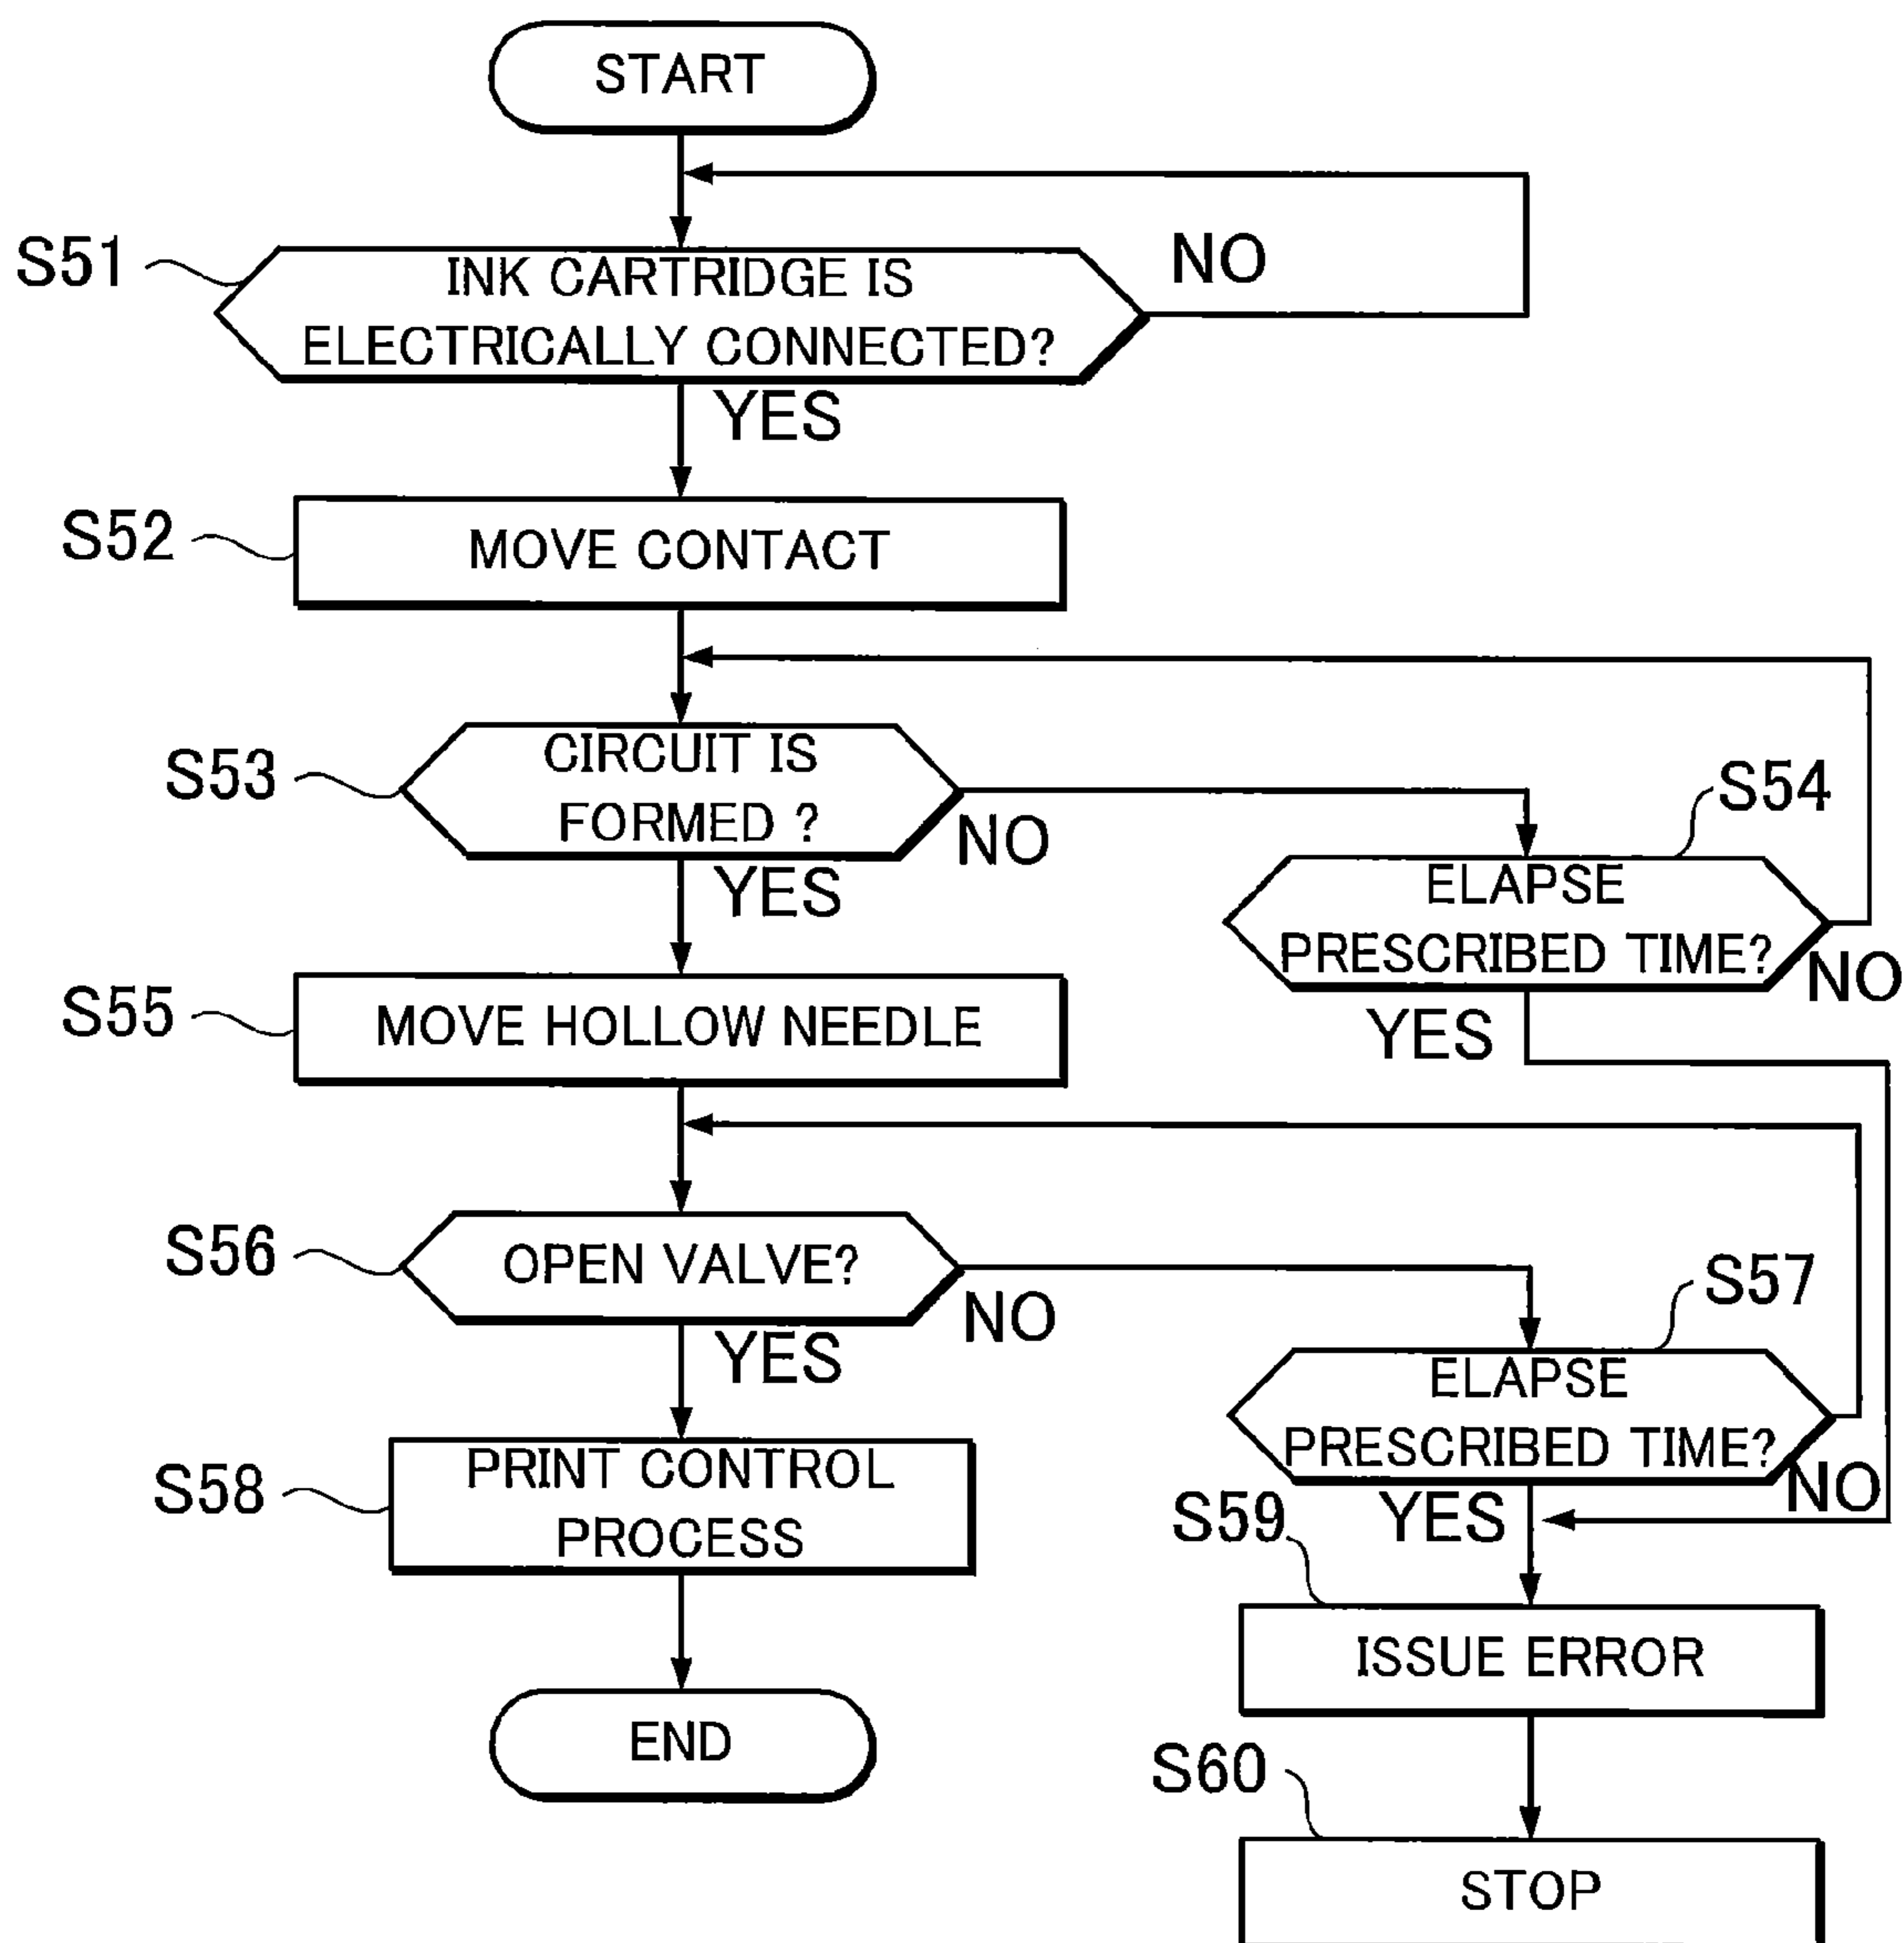 START
S51
INK CARTRIDGE IS
ELECTRICALLY CONNECTED?
NO
YES
S52
MOVE CONTACT
S53
CIRCUIT IS
FORMED ?
NO
YES
S54
ELAPSE
PRESCRIBED TIME?
NO
YES
S55
MOVE HOLLOW NEEDLE
S56
OPEN VALVE?
NO
YES
S57
ELAPSE
PRESCRIBED TIME?
NO
YES
S58
PRINT CONTROL
PROCESS
S59
ISSUE ERROR
END
S60
STOP